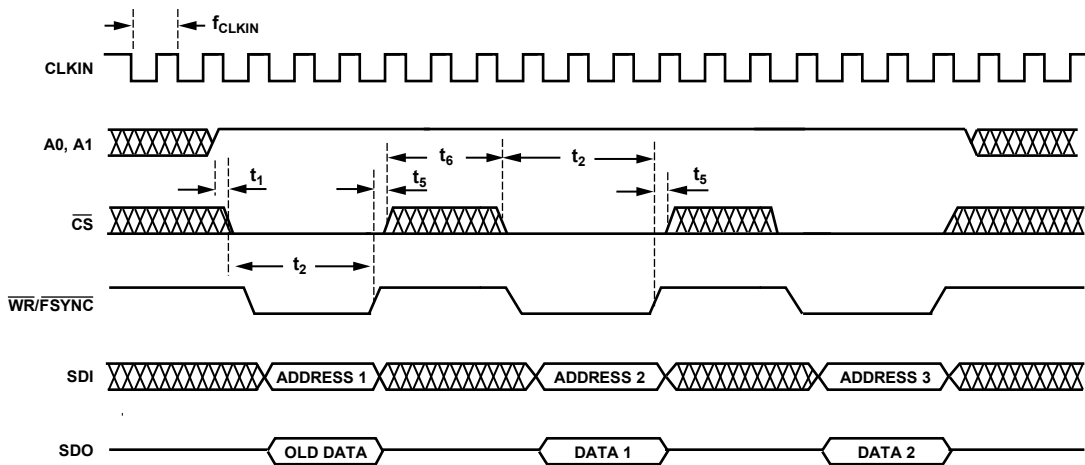 fCLKIN
CLKIN
A0, A1
t6
t2
t1
t5
t5
CS
t2
WR/FSYNC
SDI
ADDRESS 1
ADDRESS 2
ADDRESS 3
SDO
OLD DATA
DATA 1
DATA 2